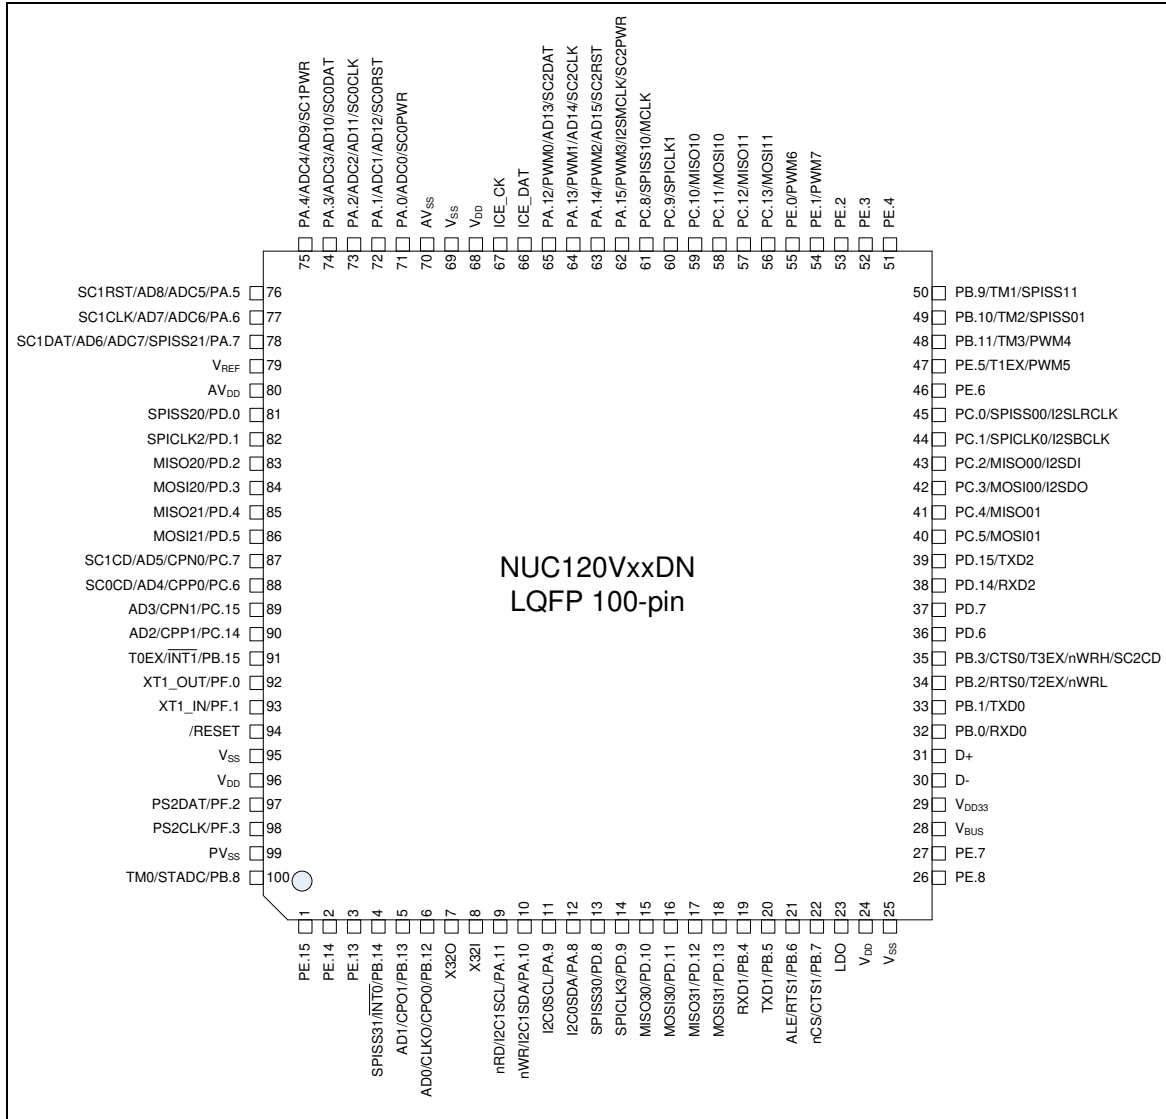 PA.4/ADC4/AD9/SC1PWR
PA.3/ADC3/AD10/SC0DAT
PA.2/ADC2/AD11/SC0CLK
PA.1/ADC1/AD12/SC0RST
PA.0/ADC0/SC0PWR
AVSS
VSS
VDD
ICE_CK
ICE_DAT
PA.12/PWM0/AD13/SC2DAT
PA.13/PWM1/AD14/SC2CLK
PA.14/PWM2/AD15/SC2RST
PA.15/PWM3/I2SMCLK/SC2PWR
PC.8/SPISS10/MCLK
PC.9/SPICLK1
PC.10/MISO10
PC.11/MOSI10
PC.12/MISO11
PC.13/MOSI11
PE.0/PWM6
PE.1/PWM7
PE.2
PE.3
PE.4
75 74 73 72 71 70 69 68 67 66 65 64 63 62 61 60 59 58 57 56 55 54 53 52 51
SC1RST/AD8/ADC5/PA.5 76
SC1CLK/AD7/ADC6/PA.6 77
SC1DAT/AD6/ADC7/SPISS21/PA.7 78
VREF 79
AVDD 80
SPISS20/PD.0 81
SPICLK2/PD.1 82
MISO20/PD.2 83
MOSI20/PD.3 84
MISO21/PD.4 85
MOSI21/PD.5 86
SC1CD/AD5/CPN0/PC.7 87
SC0CD/AD4/CPP0/PC.6 88
AD3/CPN1/PC.15 89
AD2/CPP1/PC.14 90
T0EX/INT1/PB.15 91
XT1_OUT/PF.0 92
XT1_IN/PF.1 93
/RESET 94
VSS 95
VDD 96
PS2DAT/PF.2 97
PS2CLK/PF.3 98
PVSS 99
TM0/STADC/PB.8 100
NUC120VxxDN
LQFP 100-pin
50 PB.9/TM1/SPISS11
49 PB.10/TM2/SPISS01
48 PB.11/TM3/PWM4
47 PE.5/T1EX/PWM5
46 PE.6
45 PC.0/SPISS00/I2SLRCLK
44 PC.1/SPICLK0/I2SBCLK
43 PC.2/MISO00/I2SDI
42 PC.3/MOSI00/I2SDO
41 PC.4/MISO01
40 PC.5/MOSI01
39 PD.15/TXD2
38 PD.14/RXD2
37 PD.7
36 PD.6
35 PB.3/CTS0/T3EX/nWRH/SC2CD
34 PB.2/RTS0/T2EX/nWRL
33 PB.1/TXD0
32 PB.0/RXD0
31 D+
30 D-
29 VDD33
28 VBUS
27 PE.7
26 PE.8
1 2 3 4 5 6 7 8 9 10 11 12 13 14 15 16 17 18 19 20 21 22 23 24 25
PE.15
PE.14
PE.13
SPISS31/INT0/PB.14
AD1/CPO1/PB.13
AD0/CLKO/CPO0/PB.12
X32O
X32I
nRD/I2C1SCL/PA.11
nWR/I2C1SDA/PA.10
I2C0SCL/PA.9
I2C0SDA/PA.8
SPISS30/PD.8
SPICLK3/PD.9
MISO30/PD.10
MOSI30/PD.11
MISO31/PD.12
MOSI31/PD.13
RXD1/PB.4
TXD1/PB.5
ALE/RTS1/PB.6
nCS/CTS1/PB.7
LDO
VDD
VSS